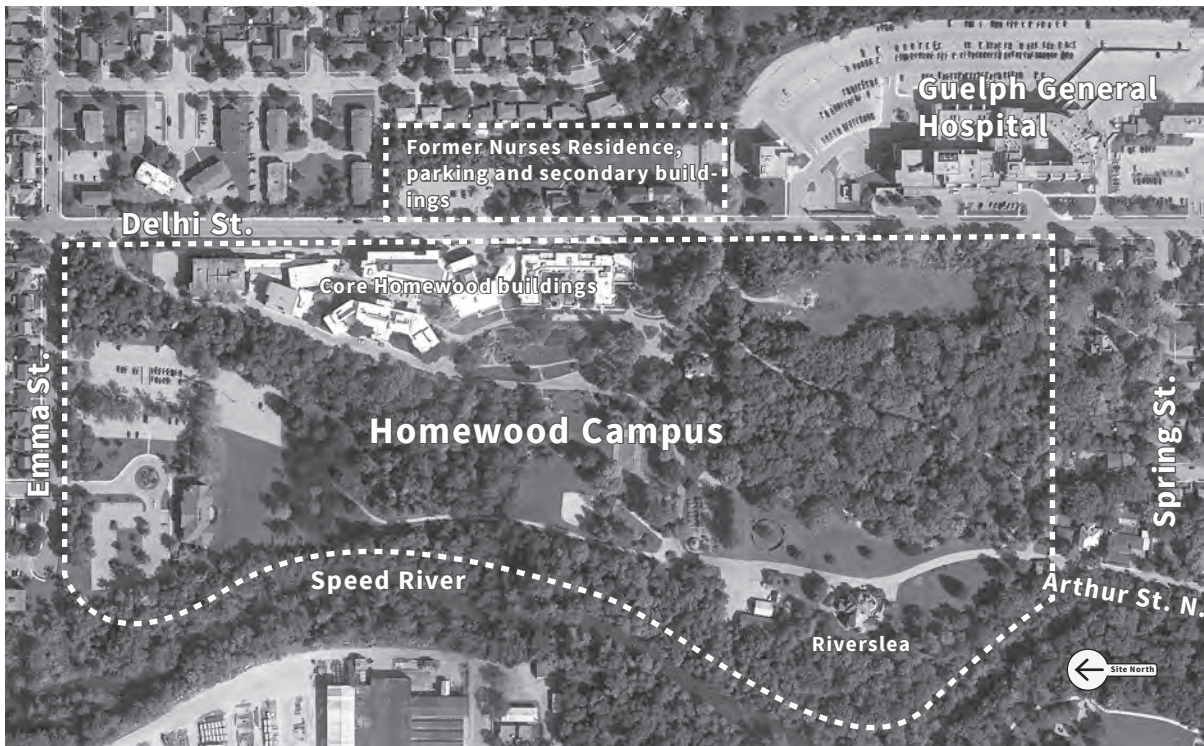 Guelph General
Hospital
Former Nurses Residence,
parking and secondary build-
ings
Delhi St.
Core Homewood buildings
Emma St.
Homewood Campus
Spring St.
Speed River
Arthur St. N.
Riverslea
Site North